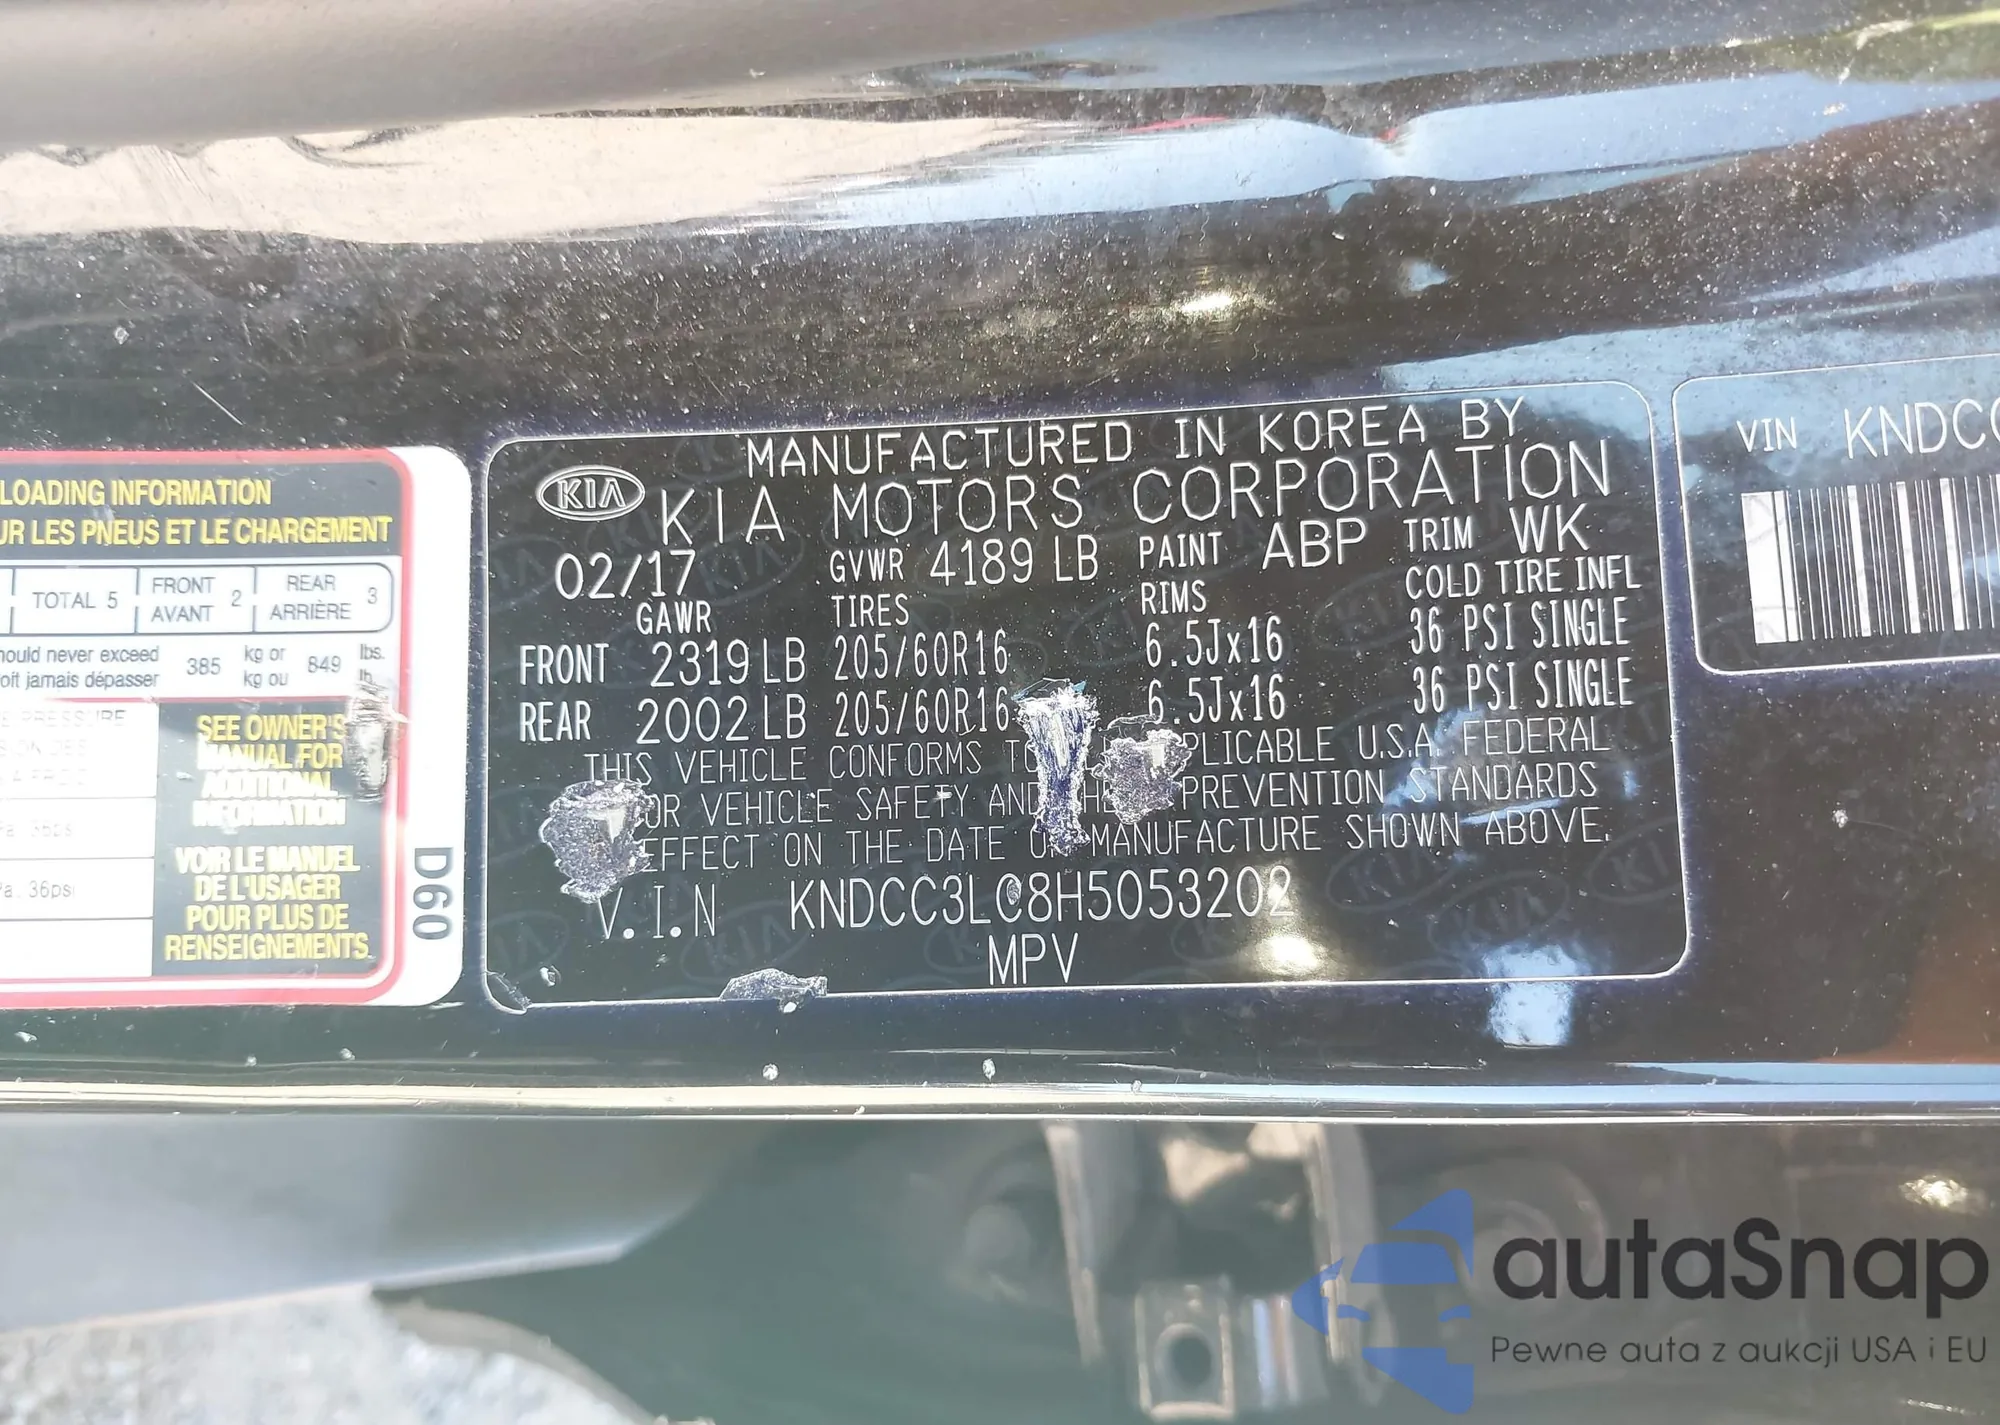 LOADING INFORMATION
UR LES PNEUS ET LE CHARGEMENT
TOTAL 5 FRONT AVANT 2 REAR ARRIÈRE 3
should never exceed 385 kg or 849 lbs.
doit jamais dépasser kg ou lb.
PRESSURE
SEE OWNER'S
MANUAL FOR
ADDITIONAL
INFORMATION
36psi
VOIR LE MANUEL
DE L'USAGER
POUR PLUS DE
RENSEIGNEMENTS
36psi
D60
MANUFACTURED IN KOREA BY
KIA KIA MOTORS CORPORATION
02/17 GVWR 4189 LB PAINT ABP TRIM WK
GAWR TIRES RIMS COLD TIRE INFL
FRONT 2319 LB 205/60R16 6.5Jx16 36 PSI SINGLE
REAR 2002 LB 205/60R16 6.5Jx16 36 PSI SINGLE
THIS VEHICLE CONFORMS TO PLICABLE U.S.A. FEDERAL
OR VEHICLE SAFETY AND PREVENTION STANDARDS
EFFECT ON THE DATE MANUFACTURE SHOWN ABOVE.
V.I.N KNDCC3LC8H5053202
MPV
VIN KNDCC
autaSnap
Pewne auta z aukcji USA i EU